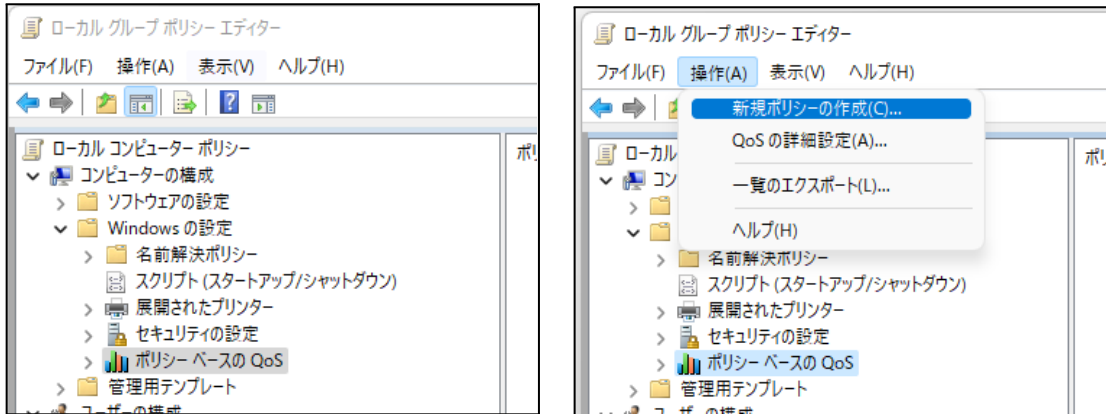 ローカル グループ ポリシー エディター
ファイル(F) 操作(A) 表示(V) ヘルプ(H)
ローカル コンピューター ポリシー
コンピューターの構成
ソフトウェアの設定
Windows の設定
名前解決ポリシー
スクリプト (スタートアップ/シャットダウン)
展開されたプリンター
セキュリティの設定
ポリシー ベースの QoS
管理用テンプレート
ユーザーの構成
ローカル グループ ポリシー エディター
ファイル(F) 操作(A) 表示(V) ヘルプ(H)
新規ポリシーの作成(C)...
QoS の詳細設定(A)...
一覧のエクスポート(L)...
ヘルプ(H)
ローカル
コン
名前解決ポリシー
スクリプト (スタートアップ/シャットダウン)
展開されたプリンター
セキュリティの設定
ポリシー ベースの QoS
管理用テンプレート